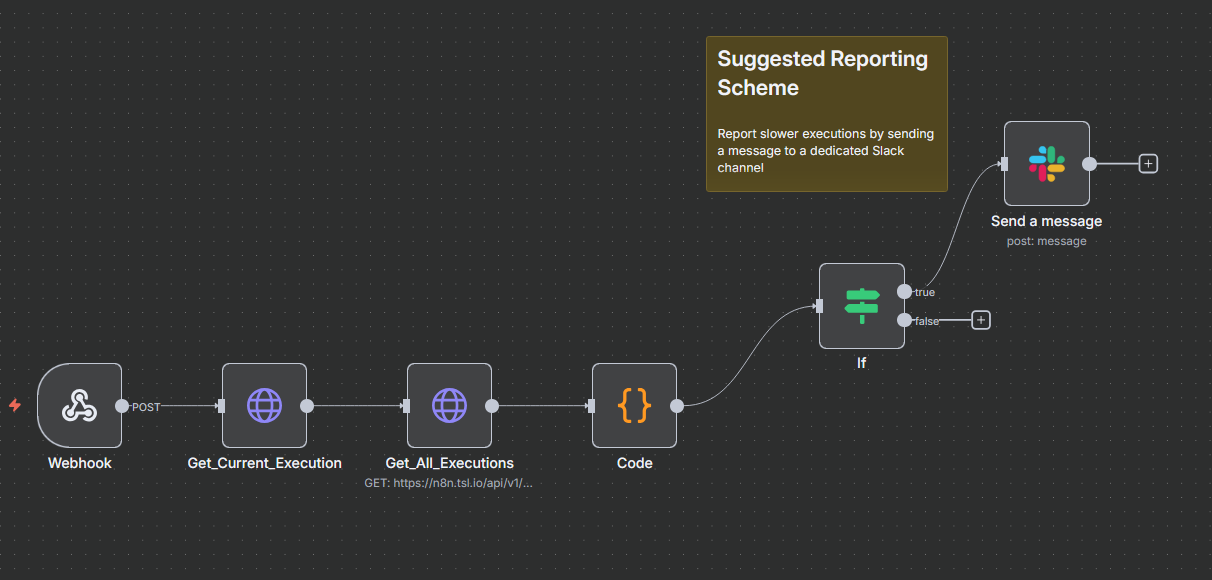 Suggested Reporting
Scheme
Report slower executions by sending
a message to a dedicated Slack
channel
Send a message
post: message
true
false
If
POST
Webhook
Get_Current_Execution
Get_All_Executions
GET: https://n8n.tsl.io/api/v1/...
Code